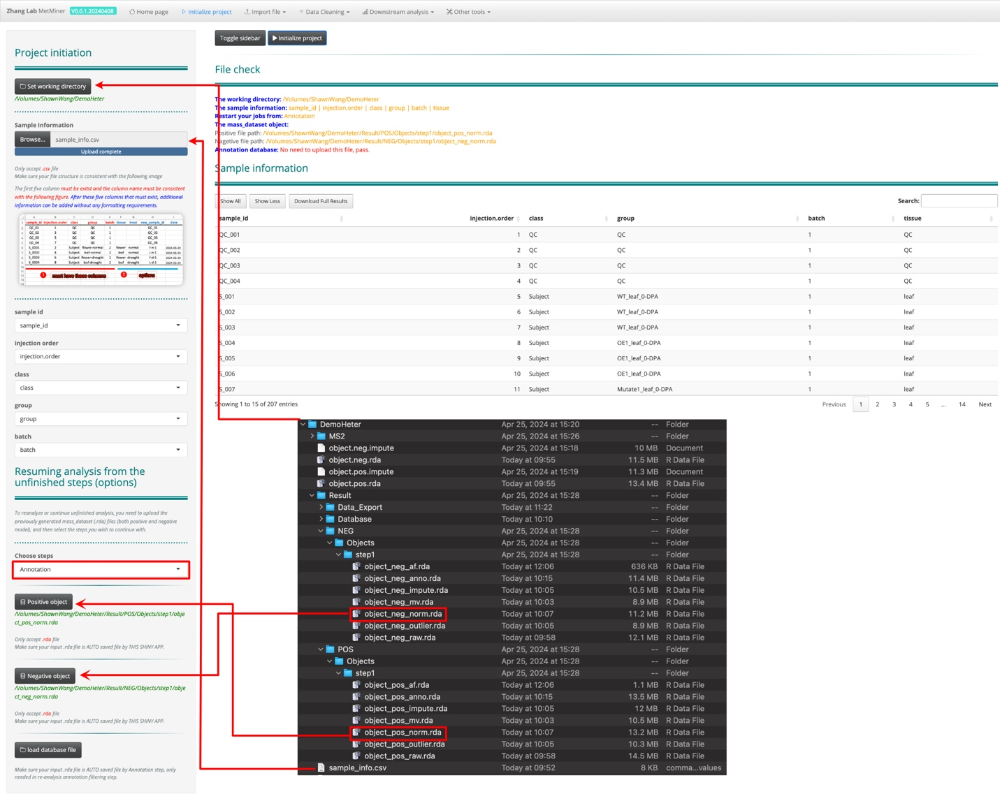 Zhang Lab MetMiner V0.0.1.20240408 Home page Initialize project Import file Data Cleaning Downstream analysis Other tools
Project initiation
Set working directory
/Volumes/ShawnWang/DemoHeter
Sample Information
Browse... sample_info.csv
Upload complete
Only accept .csv file
Make sure your file structure is consistent with the following image
The first five column must be exitst and the column name must be consistent
with the following figure. After these five columns that must exist, additional
information can be added without any formatting requirements.
A B C D E F G H I
1 sample_id injection.order class group batch tissue treat raw_sample_id date
QC_01 1 QC QC 1 QC_01
QC_02 3 QC QC 1 QC_02
QC_03 5 QC QC 1 QC_03
QC_04 7 QC QC 1 QC_04
S_0001 2 Subject flower-normal 2 flower normal 2024-03-20
S_0002 4 Subject leaf-normal 2 leaf normal 2024-03-24
S_0003 6 Subject flower-drought 2 flower drought 2024-03-20
S_0004 8 Subject leaf-drought 2 leaf drought 2024-03-24
1 must have these columns 2 options
sample id
sample_id
injection order
injection.order
class
class
group
group
batch
batch
Resuming analysis from the
unfinished steps (options)
To reanalyze or continue unfinished analysis, you need to upload the
previously generated mass_dataset (.rda) files (both positive and negative
model), and then select the steps you wish to continue with.
Choose steps
Annotation
Positive object
/Volumes/ShawnWang/DemoHeter/Result/POS/Objects/step1/obje
ct_pos_norm.rda
Only accept .rda file
Make sure your input .rda file is AUTO saved file by THIS SHINY APP.
Negative object
/Volumes/ShawnWang/DemoHeter/Result/NEG/Objects/step1/obje
ct_neg_norm.rda
Only accept .rda file
Make sure your input .rda file is AUTO saved file by THIS SHINY APP.
load database file
Make sure your input .rda file is AUTO saved file by Annotation step, only
needed in re-analysis annotation filtering step.
Toggle sidebar Initialize project
File check
The working directory: /Volumes/ShawnWang/DemoHeter
The sample information: sample_id | injection.order | class | group | batch | tissue
Restart your jobs from: Annotation
The mass_dataset object:
Positive file path: /Volumes/ShawnWang/DemoHeter/Result/POS/Objects/step1/object_pos_norm.rda
Nagetive file path: /Volumes/ShawnWang/DemoHeter/Result/NEG/Objects/step1/object_neg_norm.rda
Annotation database: No need to upload this file, pass.
Sample information
Show All Show Less Download Full Results Search:
sample_id injection.order class group batch tissue
QC_001 1 QC QC 1 QC
QC_002 2 QC QC 1 QC
QC_003 3 QC QC 1 QC
QC_004 4 QC QC 1 QC
S_001 5 Subject WT_leaf_0-DPA 1 leaf
S_002 6 Subject WT_leaf_0-DPA 1 leaf
S_003 7 Subject WT_leaf_0-DPA 1 leaf
S_004 8 Subject OE1_leaf_0-DPA 1 leaf
S_005 9 Subject OE1_leaf_0-DPA 1 leaf
S_006 10 Subject OE1_leaf_0-DPA 1 leaf
S_007 11 Subject Mutate1_leaf_0-DPA 1 leaf
Showing 1 to 15 of 207 entries Previous 1 2 3 4 5 ... 14 Next
DemoHeter Apr 25, 2024 at 15:20 -- Folder
MS2 Apr 25, 2024 at 15:26 -- Folder
object.neg.impute Apr 25, 2024 at 15:18 10 MB Document
object.neg.rda Today at 09:55 11.5 MB R Data File
object.pos.impute Apr 25, 2024 at 15:19 11.3 MB Document
object.pos.rda Today at 09:55 13.4 MB R Data File
Result Apr 25, 2024 at 15:28 -- Folder
Data_Export Today at 11:22 -- Folder
Database Today at 10:10 -- Folder
NEG Apr 25, 2024 at 15:28 -- Folder
Objects Apr 25, 2024 at 15:28 -- Folder
step1 Apr 25, 2024 at 15:28 -- Folder
object_neg_af.rda Today at 12:06 636 KB R Data File
object_neg_anno.rda Today at 10:15 11.4 MB R Data File
object_neg_impute.rda Today at 10:05 10.5 MB R Data File
object_neg_mv.rda Today at 10:03 8.9 MB R Data File
object_neg_norm.rda Today at 10:07 11.2 MB R Data File
object_neg_outlier.rda Today at 10:05 8.9 MB R Data File
object_neg_raw.rda Today at 09:58 12.1 MB R Data File
POS Apr 25, 2024 at 15:28 -- Folder
Objects Apr 25, 2024 at 15:28 -- Folder
step1 Apr 25, 2024 at 15:28 -- Folder
object_pos_af.rda Today at 12:06 1.1 MB R Data File
object_pos_anno.rda Today at 10:15 13.5 MB R Data File
object_pos_impute.rda Today at 10:05 12 MB R Data File
object_pos_mv.rda Today at 10:03 10.5 MB R Data File
object_pos_norm.rda Today at 10:07 13.2 MB R Data File
object_pos_outlier.rda Today at 10:05 10.3 MB R Data File
object_pos_raw.rda Today at 09:58 14.5 MB R Data File
sample_info.csv Today at 09:52 8 KB comma...values